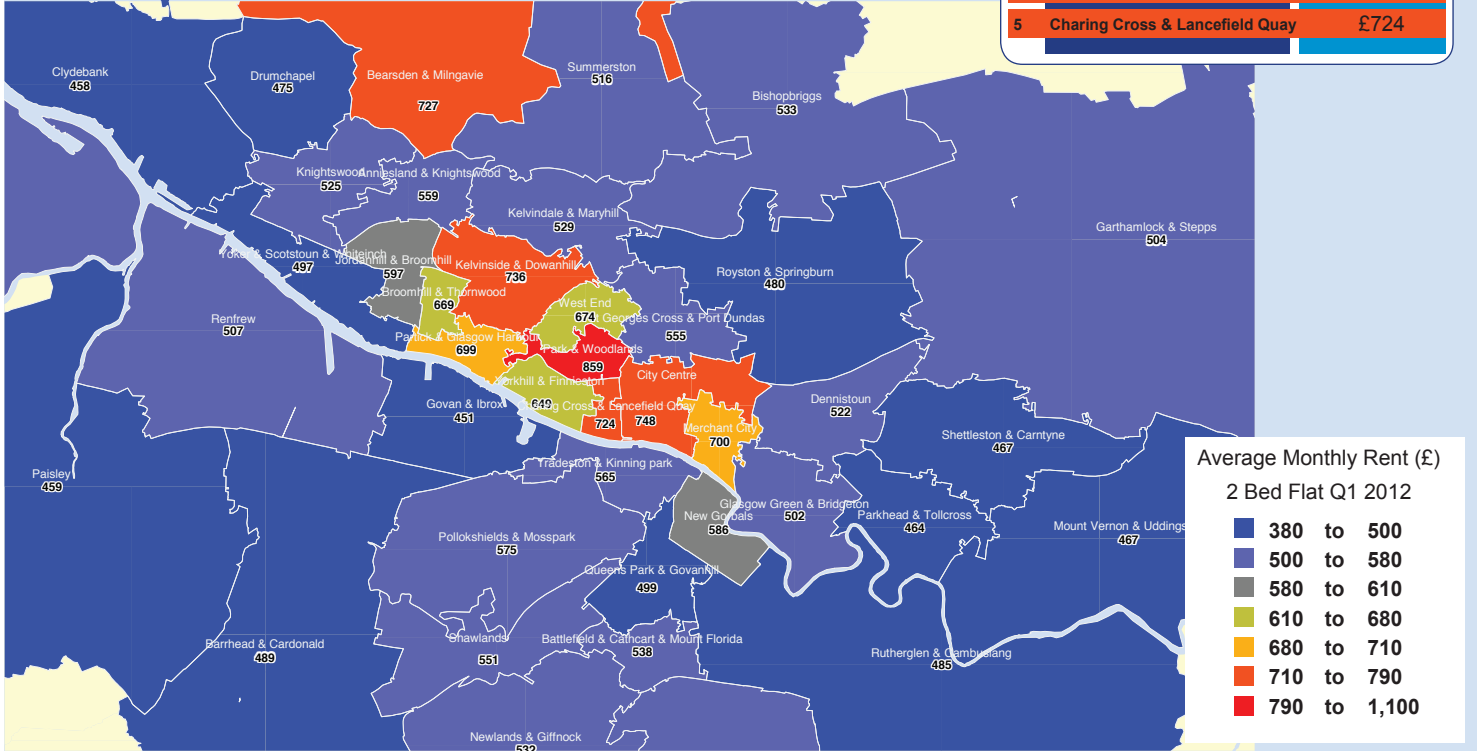 5 Charing Cross & Lancefield Quay £724
Clydebank
458
Drumchapel
475
Bearsden & Milngavie
727
Summerston
516
Bishopbriggs
533
Knightswood
525
Anniesland & Knightswood
559
Kelvindale & Maryhill
529
Garthamlock & Stepps
504
Yoker & Scotstoun & Whiteinch
497
Jordanhill & Broomhill
597
Kelvinside & Dowanhill
736
Royston & Springburn
480
Broomhill & Thornwood
669
West End
674
St Georges Cross & Port Dundas
555
Renfrew
507
Partick & Glasgow Harbour
699
Park & Woodlands
859
Yorkhill & Finnieston
649
City Centre
748
Charing Cross & Lancefield Quay
724
Merchant City
700
Dennistoun
522
Govan & Ibrox
451
Shettleston & Carntyne
467
Paisley
459
Tradeston & Kinning park
565
New Gorbals
586
Glasgow Green & Bridgeton
502
Parkhead & Tollcross
464
Mount Vernon & Uddings
467
Pollokshields & Mosspark
575
Queens Park & Govanhill
499
Barrhead & Cardonald
489
Shawlands
551
Battlefield & Cathcart & Mount Florida
538
Rutherglen & Cambuslang
485
Newlands & Giffnock
532
Average Monthly Rent (£)
2 Bed Flat Q1 2012
380 to 500
500 to 580
580 to 610
610 to 680
680 to 710
710 to 790
790 to 1,100